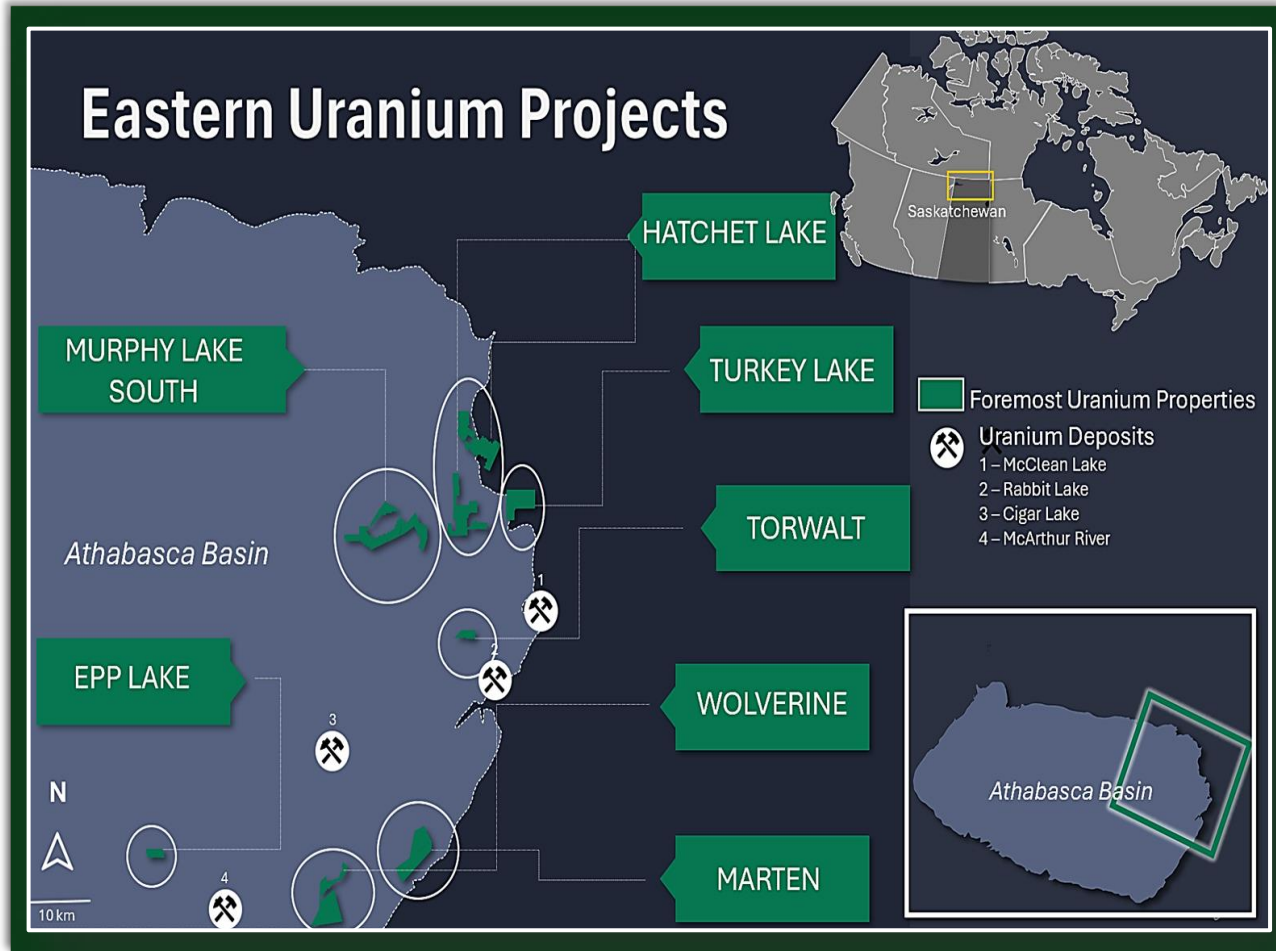 Eastern Uranium Projects
Saskatchewan
HATCHET LAKE
MURPHY LAKE
SOUTH
TURKEY LAKE
Foremost Uranium Properties
Uranium Deposits
1 – McClean Lake
2 – Rabbit Lake
3 – Cigar Lake
4 – McArthur River
TORWALT
Athabasca Basin
1
2
EPP LAKE
WOLVERINE
3
Athabasca Basin
N
MARTEN
4
10 km